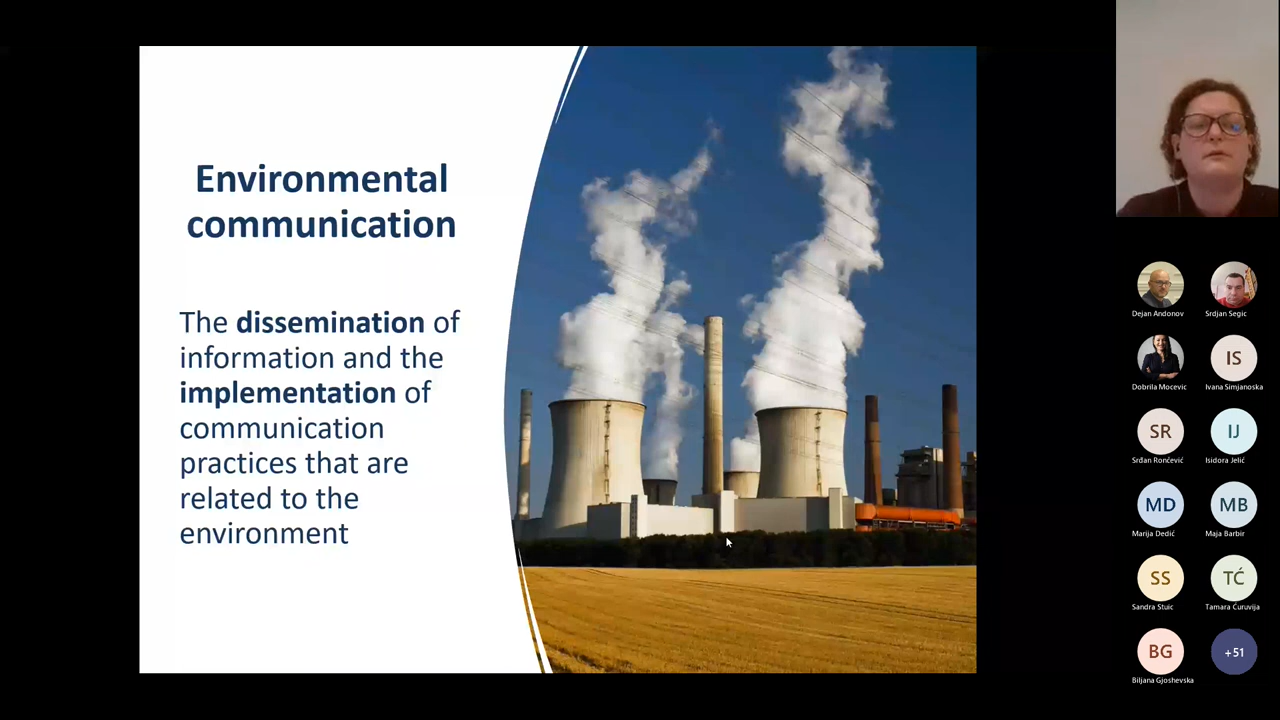 Environmental
communication
The dissemination of
information and the
implementation of
communication
practices that are
related to the
environment
Dejan Andonov
Srdjan Segic
Dobrila Mocevic
IS
Ivana Simjanoska
SR
Srđan Rončević
IJ
Isidora Jelić
MD
Marija Dedić
MB
Maja Barbir
SS
Sandra Stuic
TĆ
Tamara Ćuruvija
BG
Biljana Gjoshevska
+51